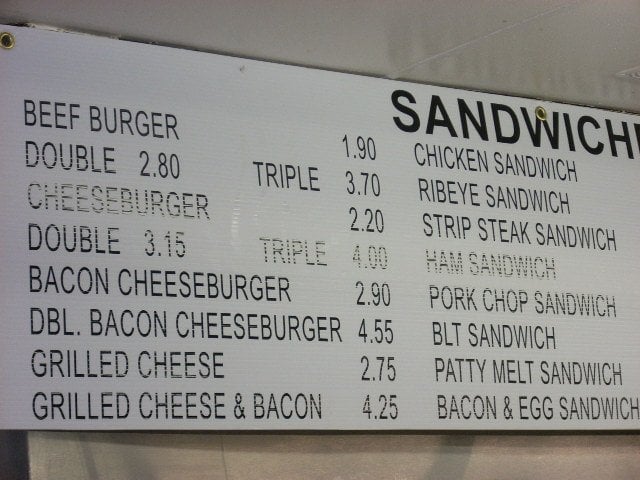 BEEF BURGER 1.90
DOUBLE 2.80 TRIPLE 3.70
CHEESEBURGER 2.20
DOUBLE 3.15 TRIPLE 4.00
BACON CHEESEBURGER 2.90
DBL. BACON CHEESEBURGER 4.55
GRILLED CHEESE 2.75
GRILLED CHEESE & BACON 4.25
SANDWICH
CHICKEN SANDWICH
RIBEYE SANDWICH
STRIP STEAK SANDWICH
HAM SANDWICH
PORK CHOP SANDWICH
BLT SANDWICH
PATTY MELT SANDWICH
BACON & EGG SANDWICH